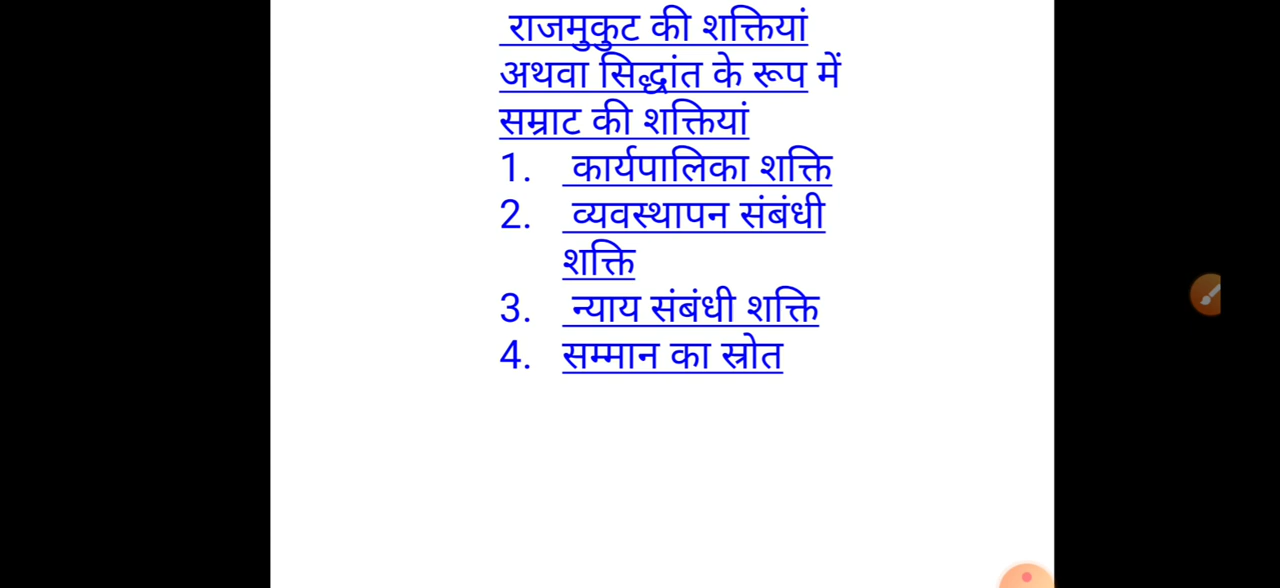 राजमुकुट की शक्तियां
अथवा सिद्धांत के रूप में
सम्राट की शक्तियां
1. कार्यपालिका शक्ति
2. व्यवस्थापन संबंधी
शक्ति
3. न्याय संबंधी शक्ति
4. सम्मान का स्रोत